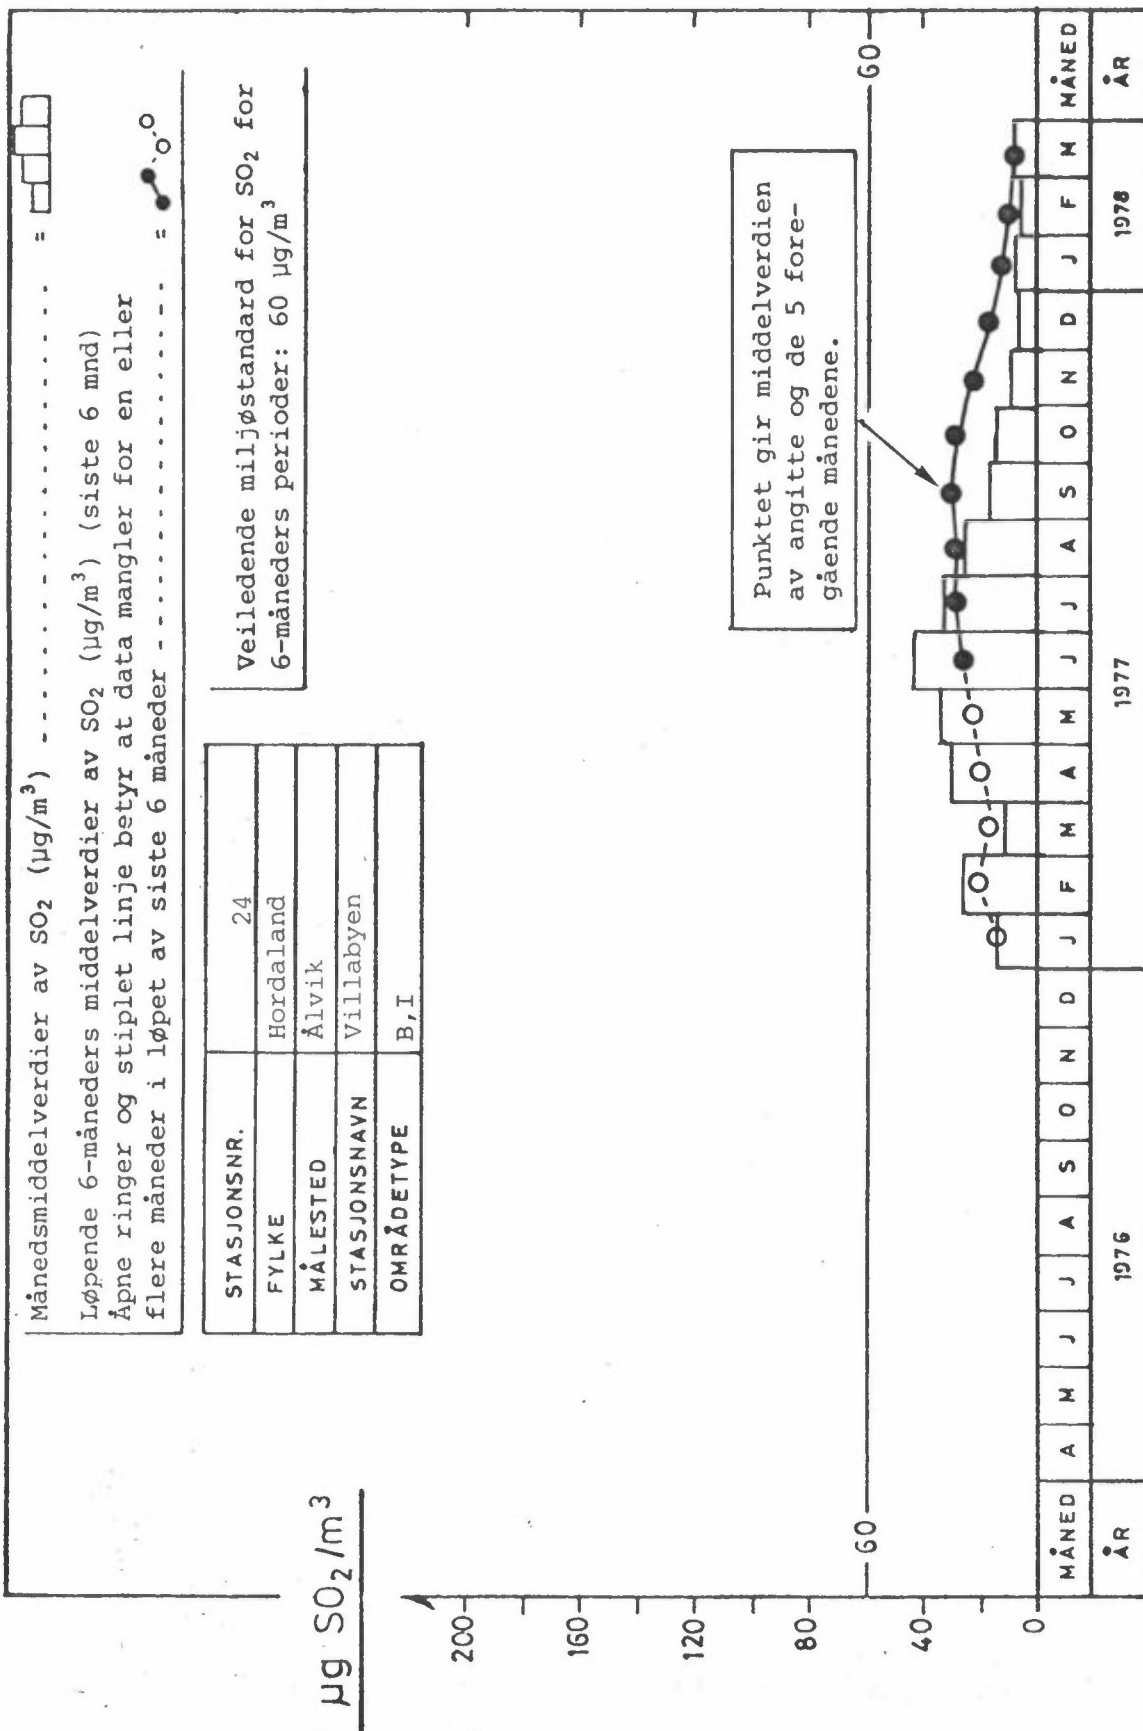 Månedsmiddelverdier av SO₂ (µg/m³) - - - - - - - - - - - - - - - =
Løpende 6-måneders middelverdier av SO₂ (µg/m³) (siste 6 mnd)
Åpne ringer og stiplet linje betyr at data mangler for en eller
flere måneder i løpet av siste 6 måneder - - - - - - - - - - - - - - - =
STASJONSNR. 24
FYLKE Hordaland
MÅLESTED Ålvik
STASJONSNAVN Villabyen
OMRÅDETYPE B,I
Veiledende miljøstandard for SO₂ for
6-måneders perioder: 60 µg/m³
µg SO₂/m³
200
160
120
80
40
0
60
60
Punktet gir middelverdien
av angitte og de 5 fore-
gående månedene.
MÅNED A M J J A S O N D J F M A M J J A S O N D J F M MÅNED
ÅR 1976 1977 1978 ÅR